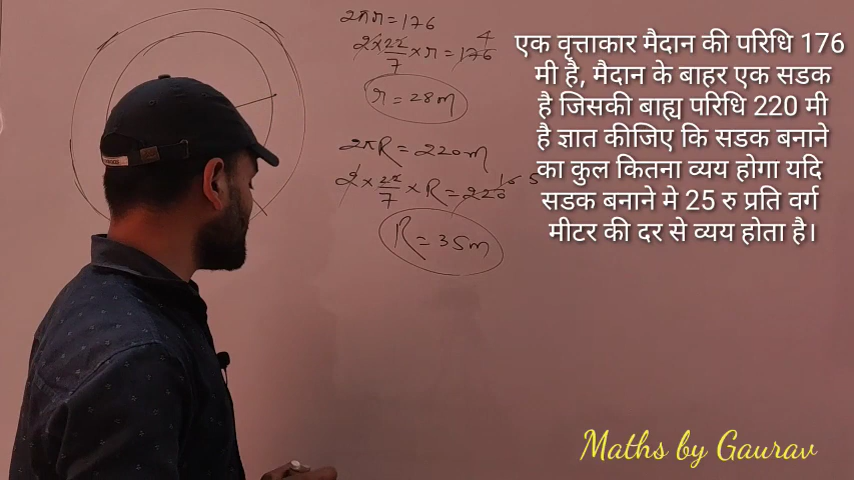 2πr = 176
4
2 × 22/7 × r = 176
r = 28m
2πR = 220m
2 × 22/7 × R = 220
R = 35m
एक वृत्ताकार मैदान की परिधि 176
मी है, मैदान के बाहर एक सडक
है जिसकी बाह्य परिधि 220 मी
है ज्ञात कीजिए कि सडक बनाने
का कुल कितना व्यय होगा यदि
सडक बनाने मे 25 रु प्रति वर्ग
मीटर की दर से व्यय होता है।
Maths by Gaurav